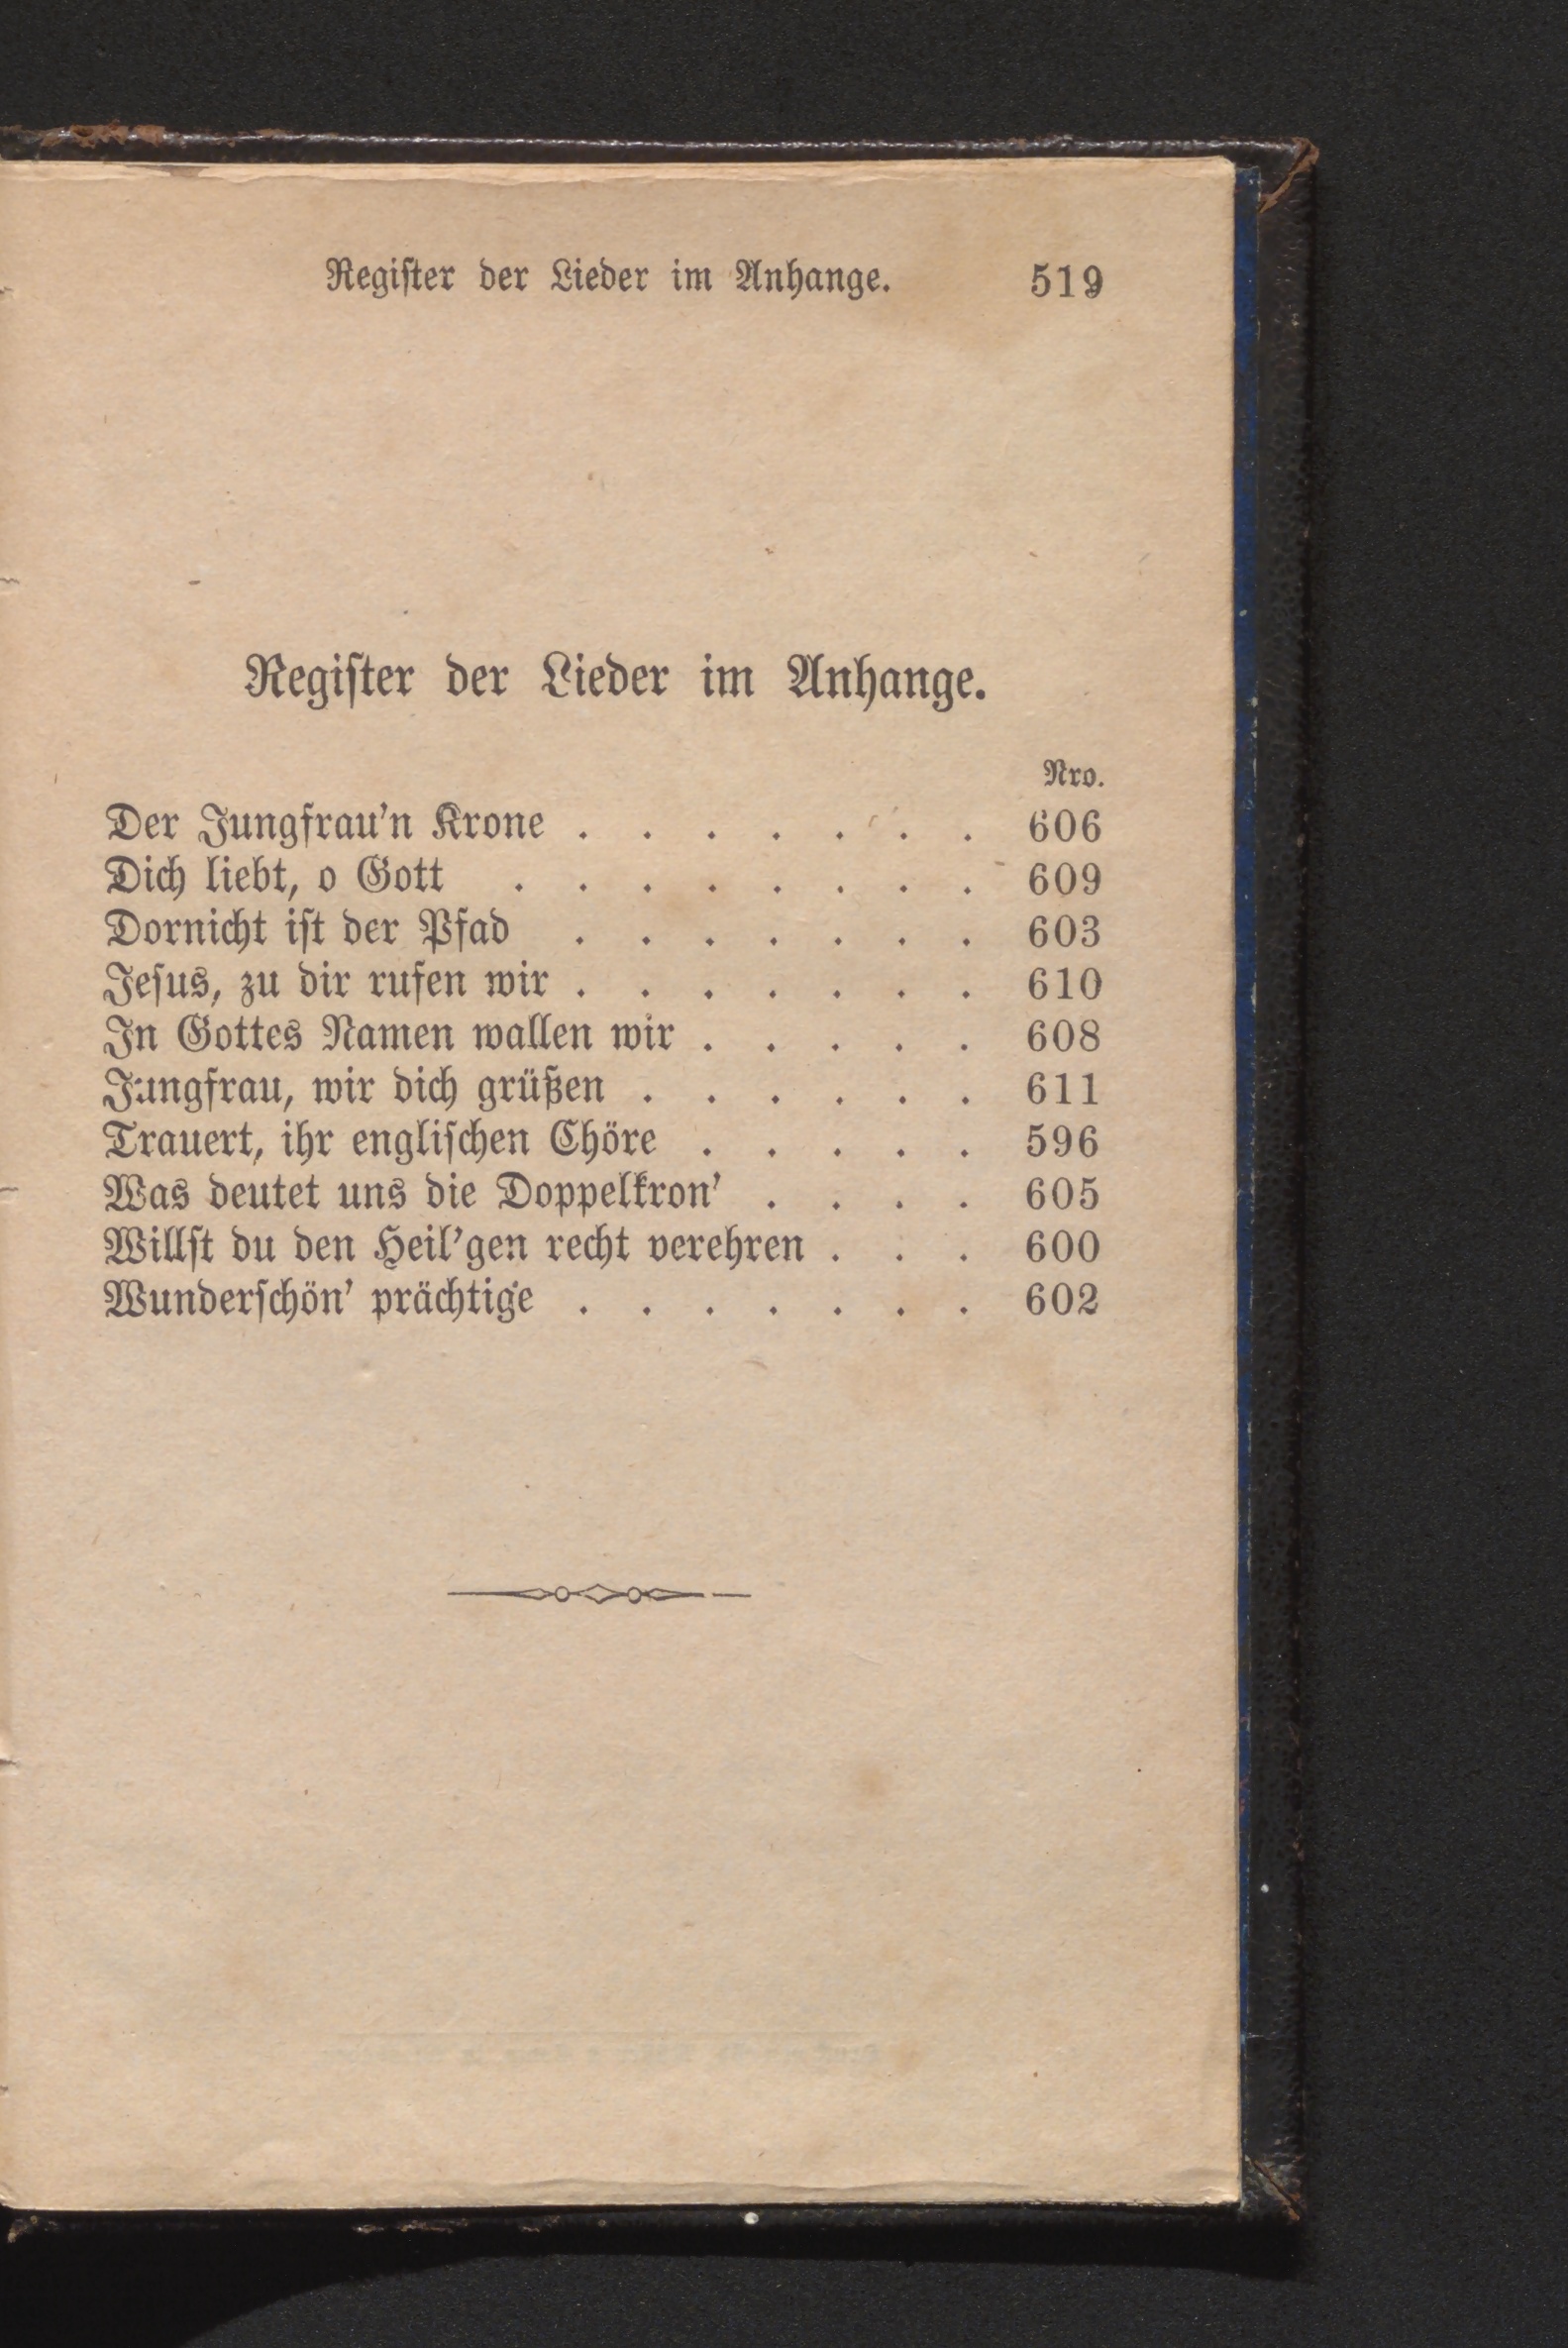 Regiſter der Lieder im Anhange. 519
Regiſter der Lieder im Anhange.
Nro.
Der Jungfrau'n Krone . . . . . . . 606
Dich liebt, o Gott . . . . . . . . 609
Dornicht iſt der Pfad . . . . . . . 603
Jeſus, zu dir rufen wir . . . . . . . 610
In Gottes Namen wallen wir . . . . . 608
Jungfrau, wir dich grüßen . . . . . . 611
Trauert, ihr engliſchen Chöre . . . . . 596
Was deutet uns die Doppelkron' . . . . 605
Willſt du den Heil'gen recht verehren . . . 600
Wunderſchön' prächtige . . . . . . . 602